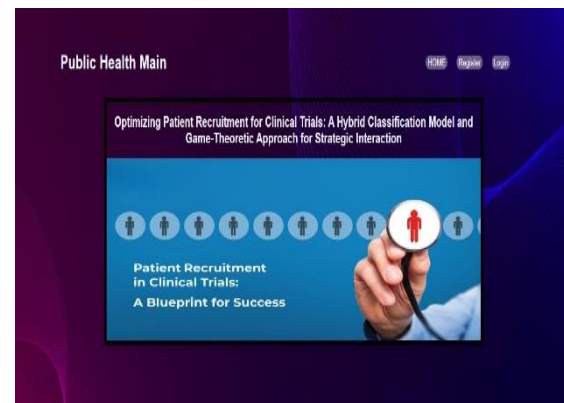 Public Health Main
HOME Register Login
Optimizing Patient Recruitment for Clinical Trials: A Hybrid Classification Model and
Game-Theoretic Approach for Strategic Interaction
Patient Recruitment
in Clinical Trials:
A Blueprint for Success